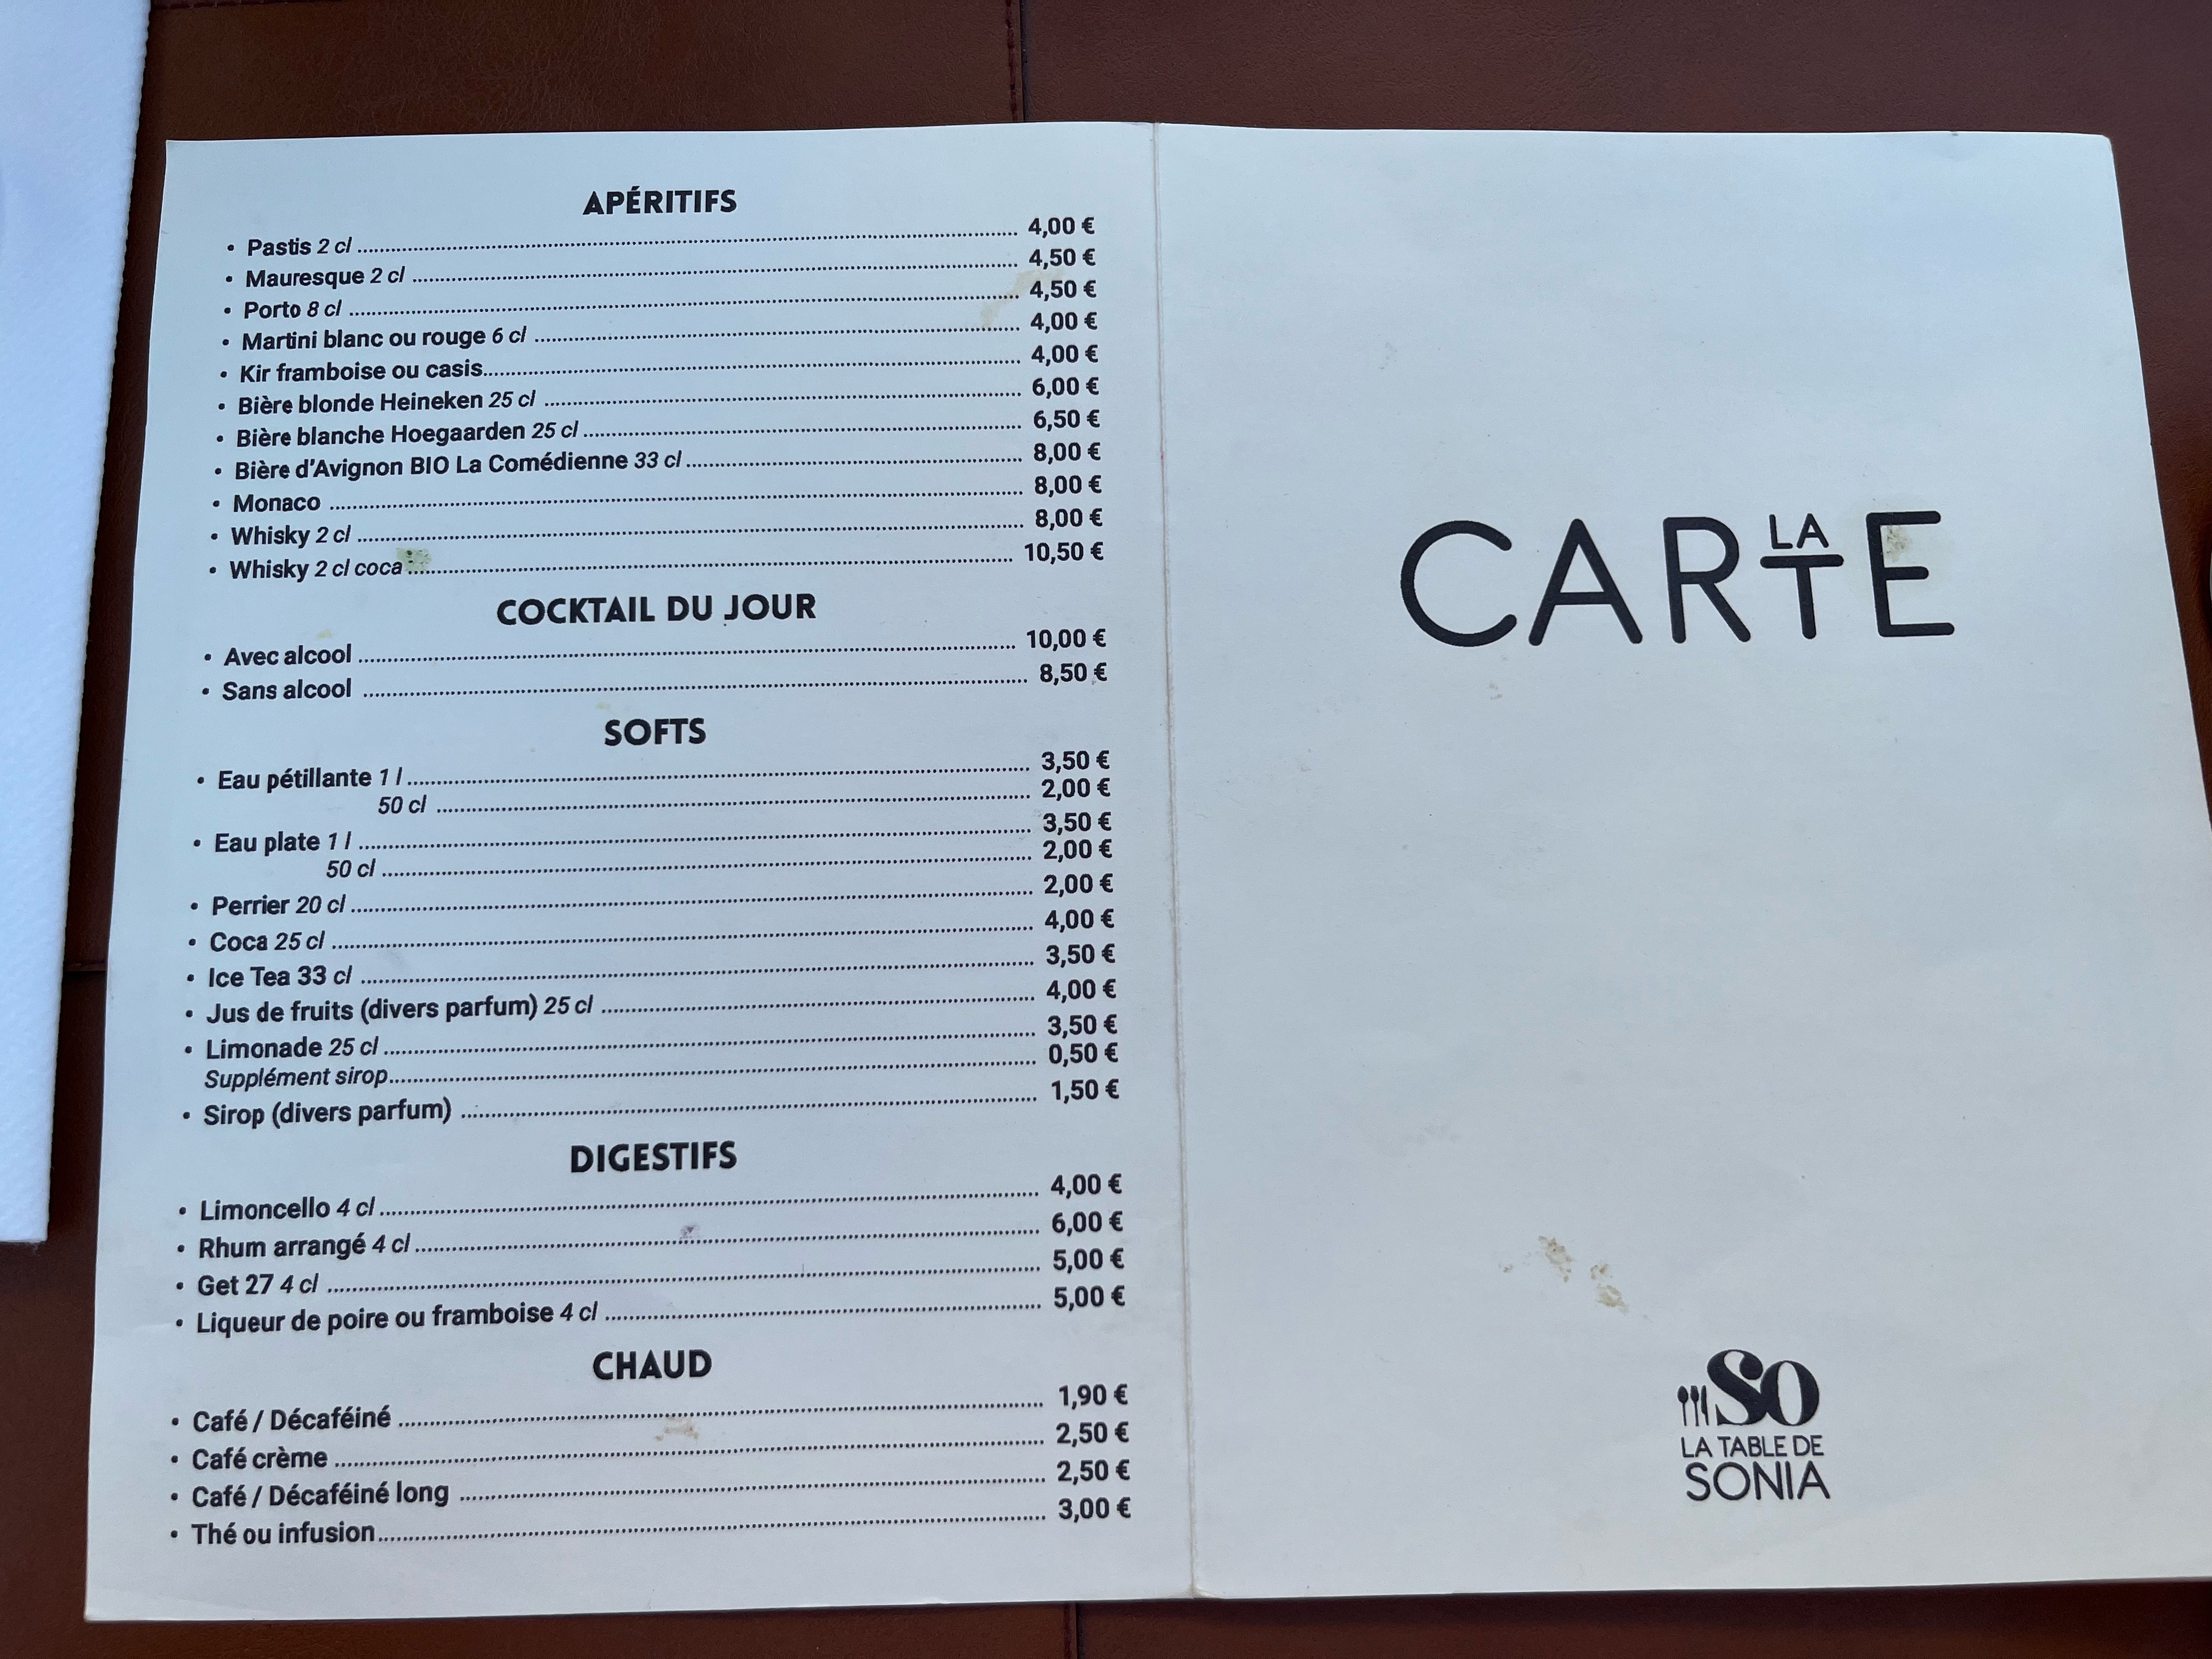 APÉRITIFS
• Pastis 2 cl ........ 4,00 €
• Mauresque 2 cl ........ 4,50 €
• Porto 8 cl ........ 4,50 €
• Martini blanc ou rouge 6 cl ........ 4,00 €
• Kir framboise ou casis........ 4,00 €
• Bière blonde Heineken 25 cl ........ 6,00 €
• Bière blanche Hoegaarden 25 cl ........ 6,50 €
• Bière d'Avignon BIO La Comédienne 33 cl ........ 8,00 €
• Monaco ........ 8,00 €
• Whisky 2 cl ........ 8,00 €
• Whisky 2 cl coca ........ 10,50 €
COCKTAIL DU JOUR
• Avec alcool ........ 10,00 €
• Sans alcool ........ 8,50 €
SOFTS
• Eau pétillante 1 l ........ 3,50 €
50 cl ........ 2,00 €
• Eau plate 1 l ........ 3,50 €
50 cl ........ 2,00 €
• Perrier 20 cl ........ 2,00 €
• Coca 25 cl ........ 4,00 €
• Ice Tea 33 cl ........ 3,50 €
• Jus de fruits (divers parfum) 25 cl ........ 4,00 €
• Limonade 25 cl ........ 3,50 €
Supplément sirop........ 0,50 €
• Sirop (divers parfum) ........ 1,50 €
DIGESTIFS
• Limoncello 4 cl ........ 4,00 €
• Rhum arrangé 4 cl ........ 6,00 €
• Get 27 4 cl ........ 5,00 €
• Liqueur de poire ou framboise 4 cl ........ 5,00 €
CHAUD
• Café / Décaféiné ........ 1,90 €
• Café crème ........ 2,50 €
• Café / Décaféiné long ........ 2,50 €
• Thé ou infusion........ 3,00 €
LA
CARTE
SO
LA TABLE DE
SONIA